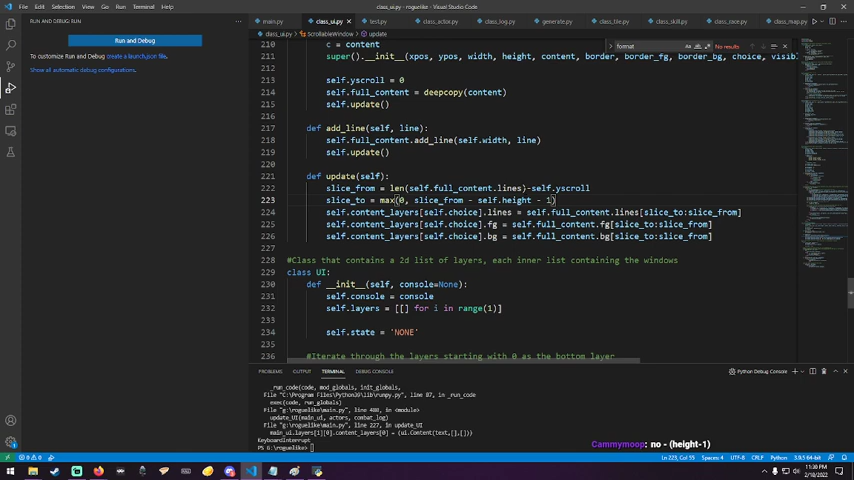 File Edit Selection View Go Run Terminal Help
class_ui.py - roguelike - Visual Studio Code
RUN AND DEBUG: RUN
main.py class_ui.py test.py class_actor.py class_log.py generate.py class_tile.py class_skill.py class_race.py class_map.py
class_ui.py > ScrollableWindow > update
format
No results
Run and Debug
To customize Run and Debug create a launch.json file.
Show all automatic debug configurations.
210 c = content
211 super().__init__(xpos, ypos, width, height, content, border, border_fg, border_bg, choice, visibl
212
213 self.yscroll = 0
214 self.full_content = deepcopy(content)
215 self.update()
216
217 def add_line(self, line):
218 self.full_content.add_line(self.width, line)
219 self.update()
220
221 def update(self):
222 slice_from = len(self.full_content.lines)-self.yscroll
223 slice_to = max(0, slice_from - self.height - 1)
224 self.content_layers[self.choice].lines = self.full_content.lines[slice_to:slice_from]
225 self.content_layers[self.choice].fg = self.full_content.fg[slice_to:slice_from]
226 self.content_layers[self.choice].bg = self.full_content.bg[slice_to:slice_from]
227
228 #Class that contains a 2d list of layers, each inner list containing the windows
229 class UI:
230 def __init__(self, console=None):
231 self.console = console
232 self.layers = [[] for i in range(1)]
233
234 self.state = 'NONE'
235
236 #Iterate through the layers starting with 0 as the bottom layer
PROBLEMS OUTPUT TERMINAL DEBUG CONSOLE
Python Debug Console
_run_code(code, mod_globals, init_globals,
File "C:\Program Files\Python39\lib\runpy.py", line 87, in _run_code
exec(code, run_globals)
File "g:\roguelike\main.py", line 480, in <module>
update_UI(main_ui, actors, combat_log)
File "g:\roguelike\main.py", line 227, in update_UI
main_ui.layers[1][0].content_layers[0] = (ui.Content(text,[],[]))
KeyboardInterrupt
PS G:\roguelike>
Cammymoop: no - (height-1)
Ln 223, Col 55 Spaces: 4 UTF-8 CRLF Python 3.9.5 64-bit
11:30 PM
2/18/2022